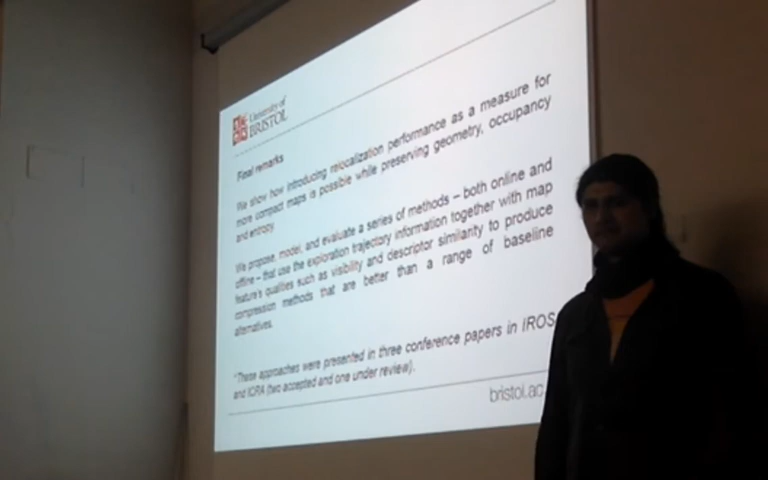 University of
BRISTOL
Final remarks
We show how introducing relocalization performance as a measure for
more compact maps is possible while preserving geometry, occupancy
and entropy.
We propose, model, and evaluate a series of methods – both online and
offline – that use the exploration trajectory information together with map
feature's qualities such as visibility and descriptor similarity to produce
compression methods that are better than a range of baseline
alternatives.
*These approaches were presented in three conference papers in IROS
and ICRA (two accepted and one under review).
bristol.ac